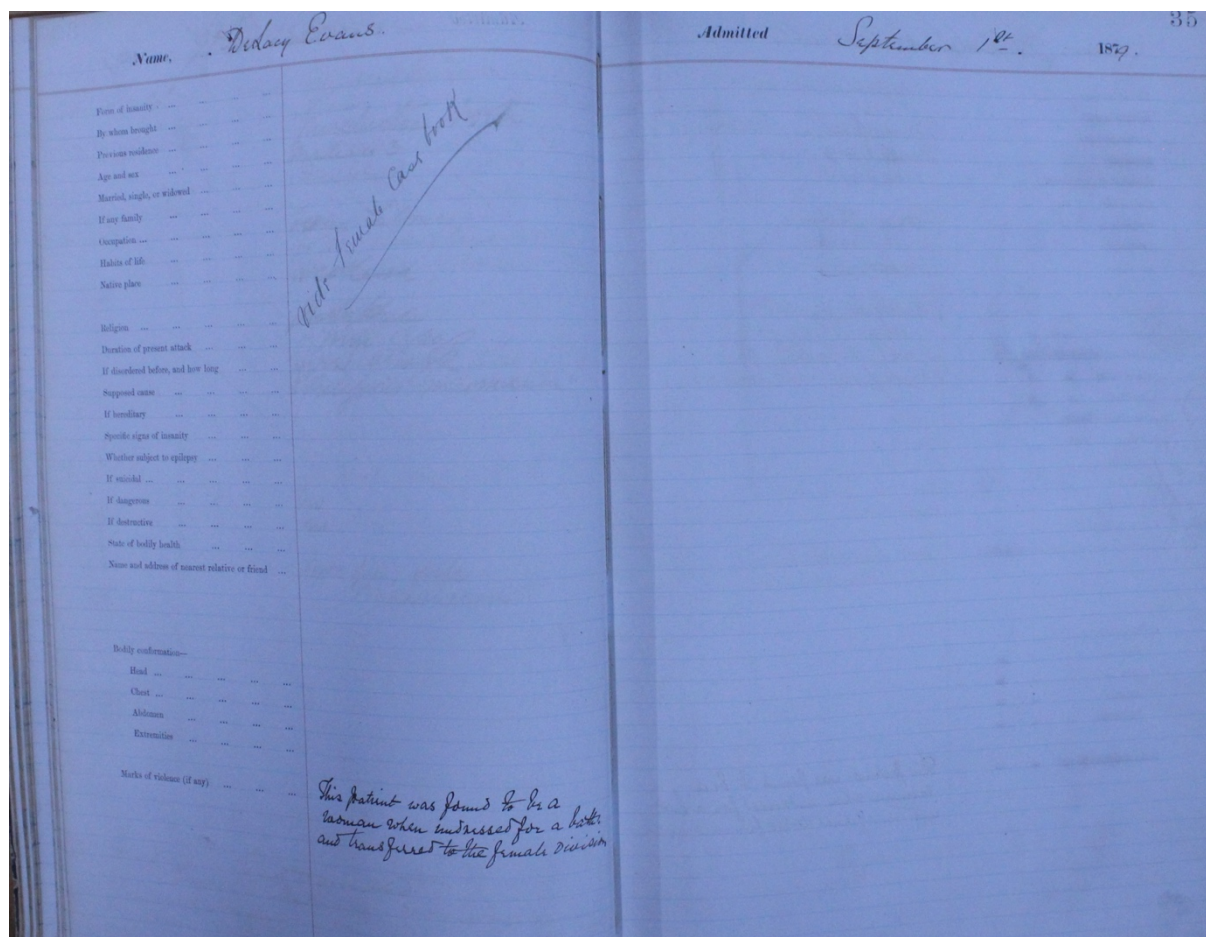 35
Name, DeLacy Evans.
Admitted September 1st. 1879.
Form of insanity . ... ... ... ...
By whom brought ... ... ... ...
Previous residence ... ... ... ...
Age and sex ... ... ... ...
Married, single, or widowed ... ... ... ...
If any family ... ... ... ...
Occupation ... ... ... ...
Habits of life ... ... ... ...
Native place ... ... ... ...
vide female case book
Religion ... ... ... ... ...
Duration of present attack ... ... ...
If disordered before, and how long ... ...
Supposed cause ... ... ... ...
If hereditary ... ... ... ...
Specific signs of insanity ... ... ...
Whether subject to epilepsy ... ... ...
If suicidal ... ... ... ... ...
If dangerous ... ... ... ...
If destructive ... ... ... ...
State of bodily health ... ... ...
Name and address of nearest relative or friend ...
Bodily conformation—
Head ... ... ... ... ...
Chest ... ... ... ... ...
Abdomen ... ... ... ...
Extremities ... ... ... ...
Marks of violence (if any) ... ... ...
This patient was found to be a
woman when undressed for a bath
and transferred to the female Division